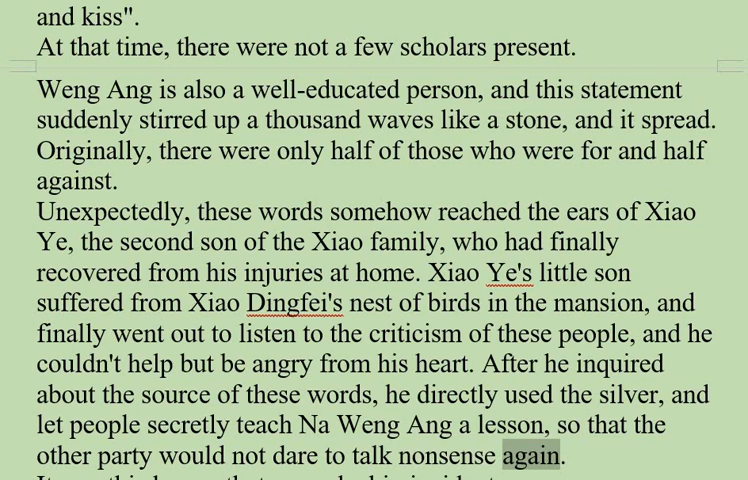 and kiss".
At that time, there were not a few scholars present.
Weng Ang is also a well-educated person, and this statement
suddenly stirred up a thousand waves like a stone, and it spread.
Originally, there were only half of those who were for and half
against.
Unexpectedly, these words somehow reached the ears of Xiao
Ye, the second son of the Xiao family, who had finally
recovered from his injuries at home. Xiao Ye's little son
suffered from Xiao Dingfei's nest of birds in the mansion, and
finally went out to listen to the criticism of these people, and he
couldn't help but be angry from his heart. After he inquired
about the source of these words, he directly used the silver, and
let people secretly teach Na Weng Ang a lesson, so that the
other party would not dare to talk nonsense again.